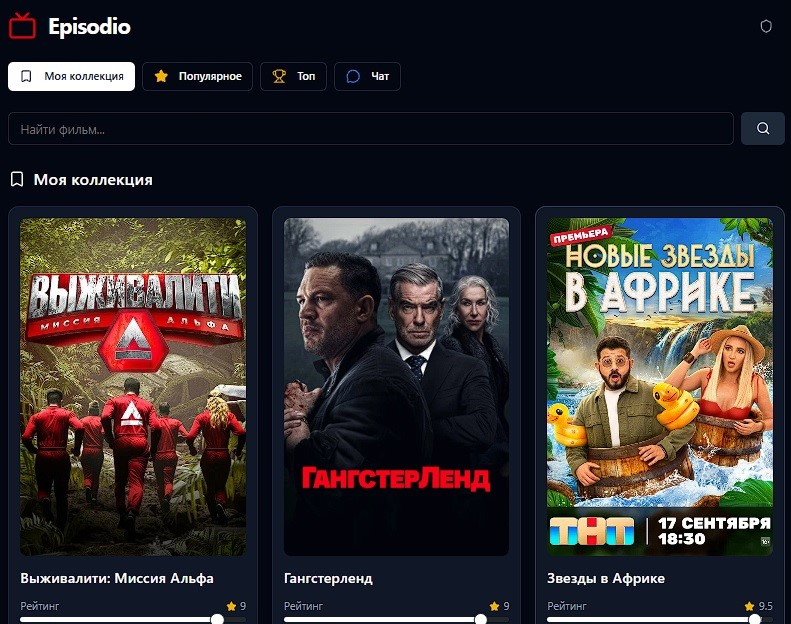 Episodio
Моя коллекция
Популярное
Топ
Чат
Найти фильм...
Моя коллекция
ВЫЖИВАЛИТИ
МИССИЯ АЛЬФА
ГАНГСТЕРЛЕНД
ПРЕМЬЕРА
НОВЫЕ ЗВЕЗДЫ
В АФРИКЕ
ТНТ
17 СЕНТЯБРЯ
18:30
16+
Выживалити: Миссия Альфа
Гангстерленд
Звезды в Африке
Рейтинг
9
Рейтинг
9
Рейтинг
9.5